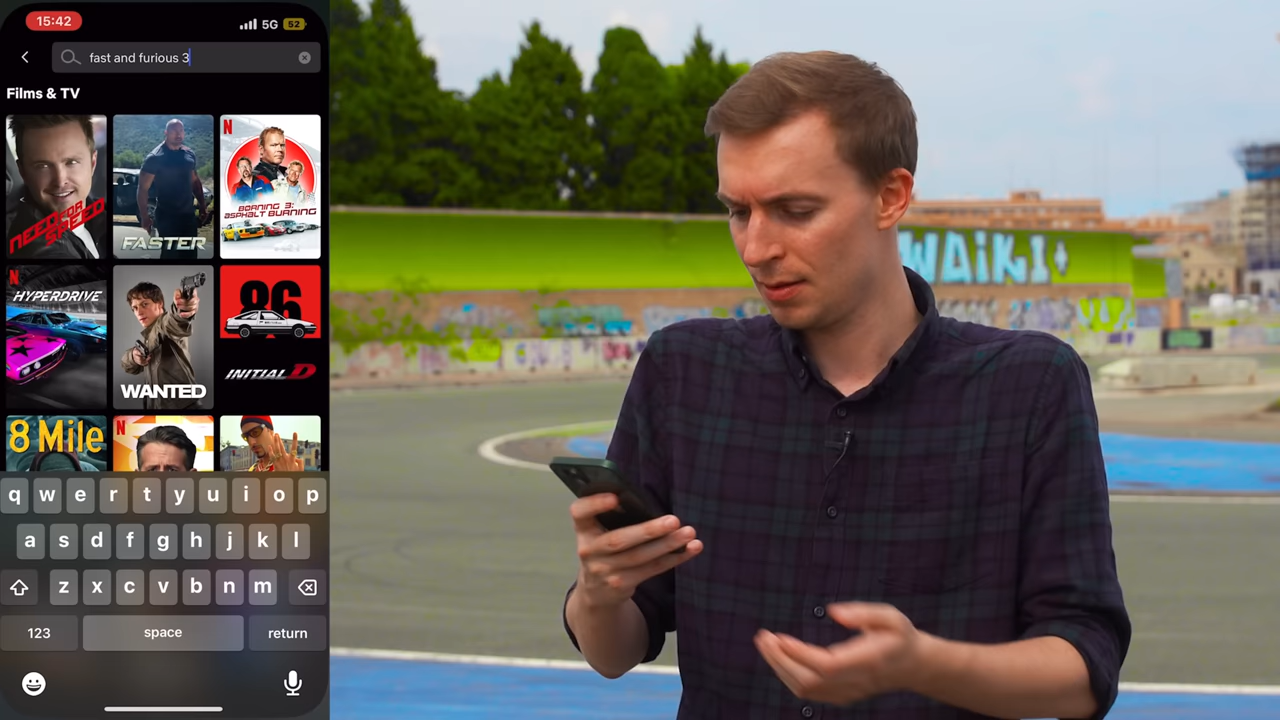 15:42
5G
52
fast and furious 3
Films & TV
NEED FOR SPEED
FASTER
N
BORNING 3:
ASPHALT BURNING
N
HYPERDRIVE
WANTED
86
INITIAL D
8 Mile
N
q w e r t y u i o p
a s d f g h j k l
z x c v b n m
123
space
return
WAIKI